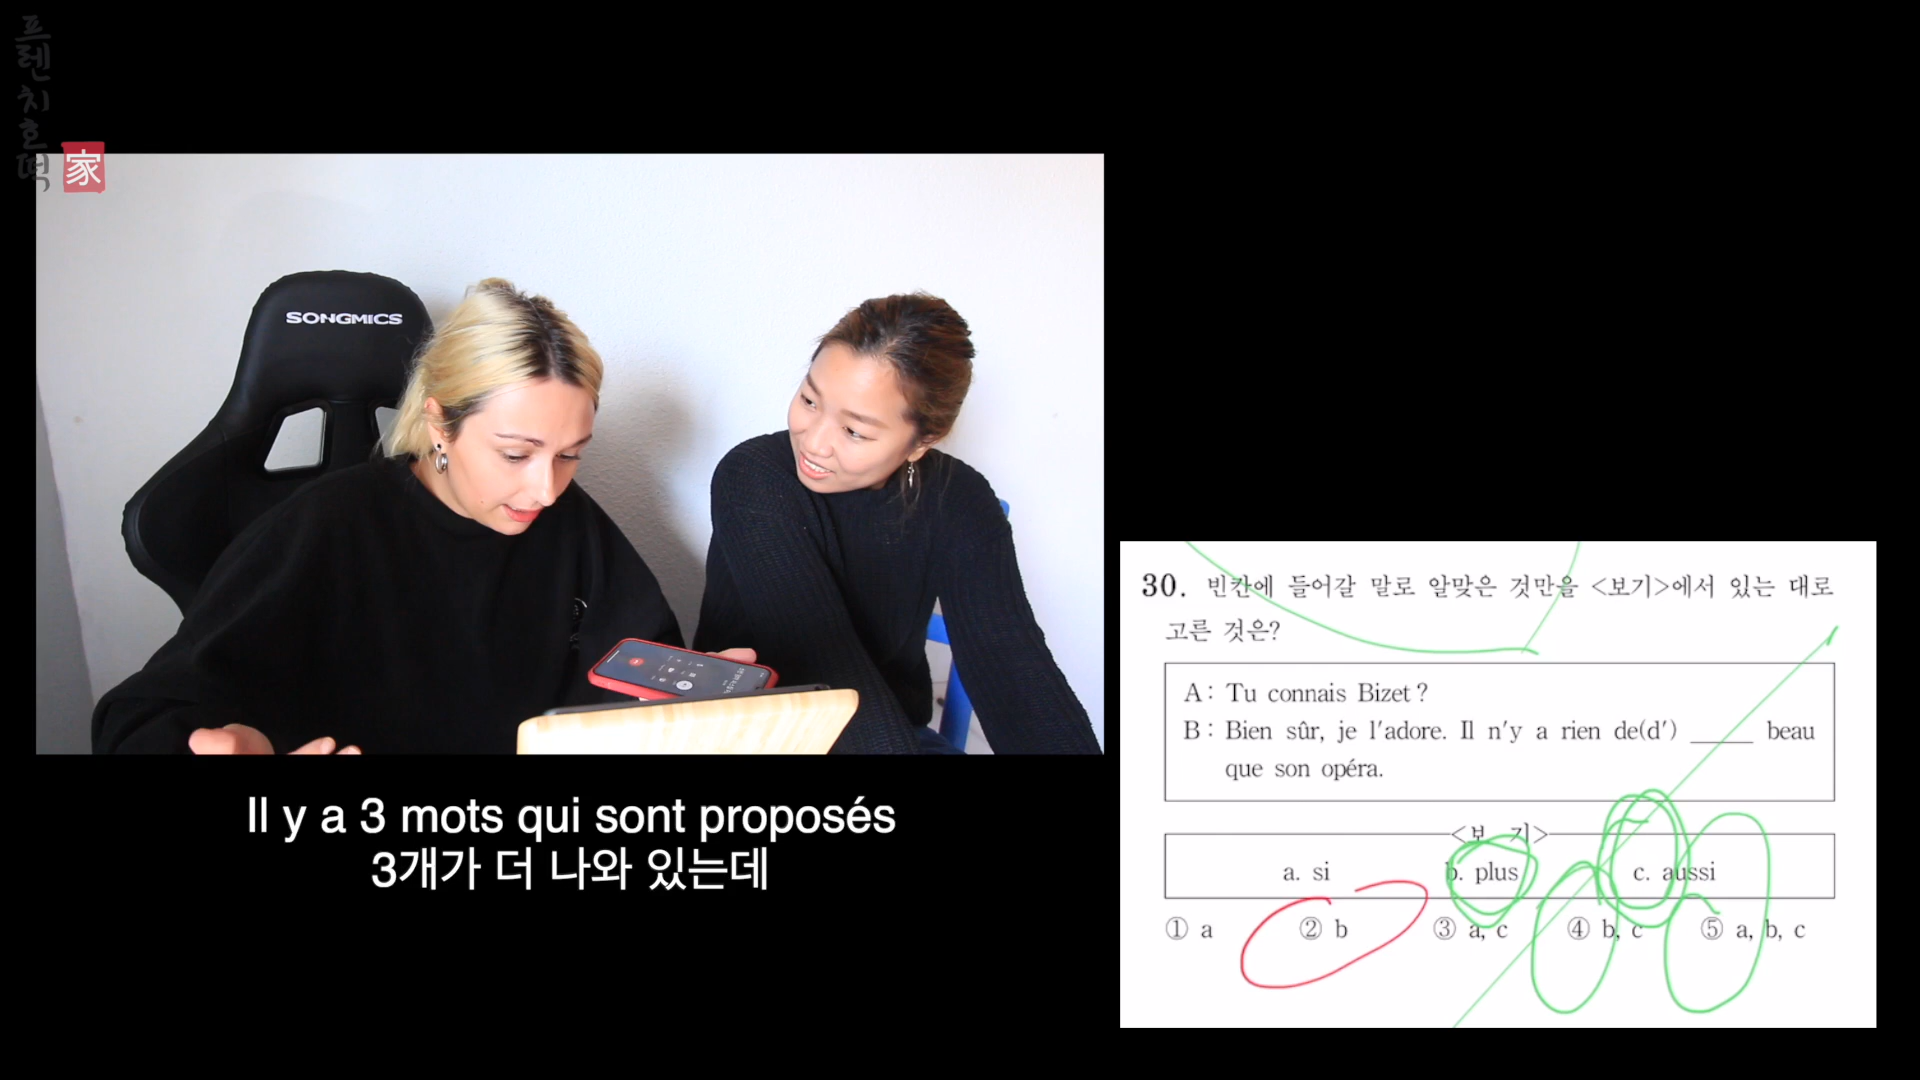 프렌치호떡
家
SONGMICS
Il y a 3 mots qui sont proposés
3개가 더 나와 있는데
30. 빈칸에 들어갈 말로 알맞은 것만을 <보기>에서 있는 대로
고른 것은?
A : Tu connais Bizet ?
B : Bien sûr, je l'adore. Il n'y a rien de(d') _____ beau
que son opéra.
<보 기>
a. si b. plus c. aussi
① a ② b ③ a, c ④ b, c ⑤ a, b, c